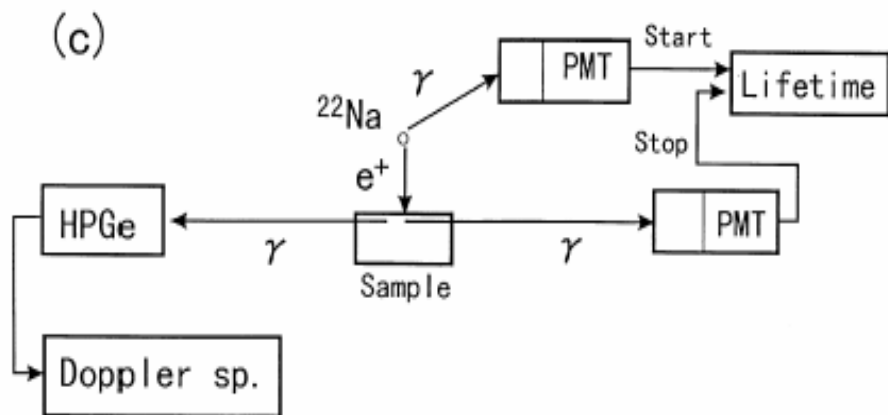 (c)
Start
γ
PMT
Lifetime
²²Na
Stop
e⁺
HPGe
γ
γ
PMT
Sample
Doppler sp.